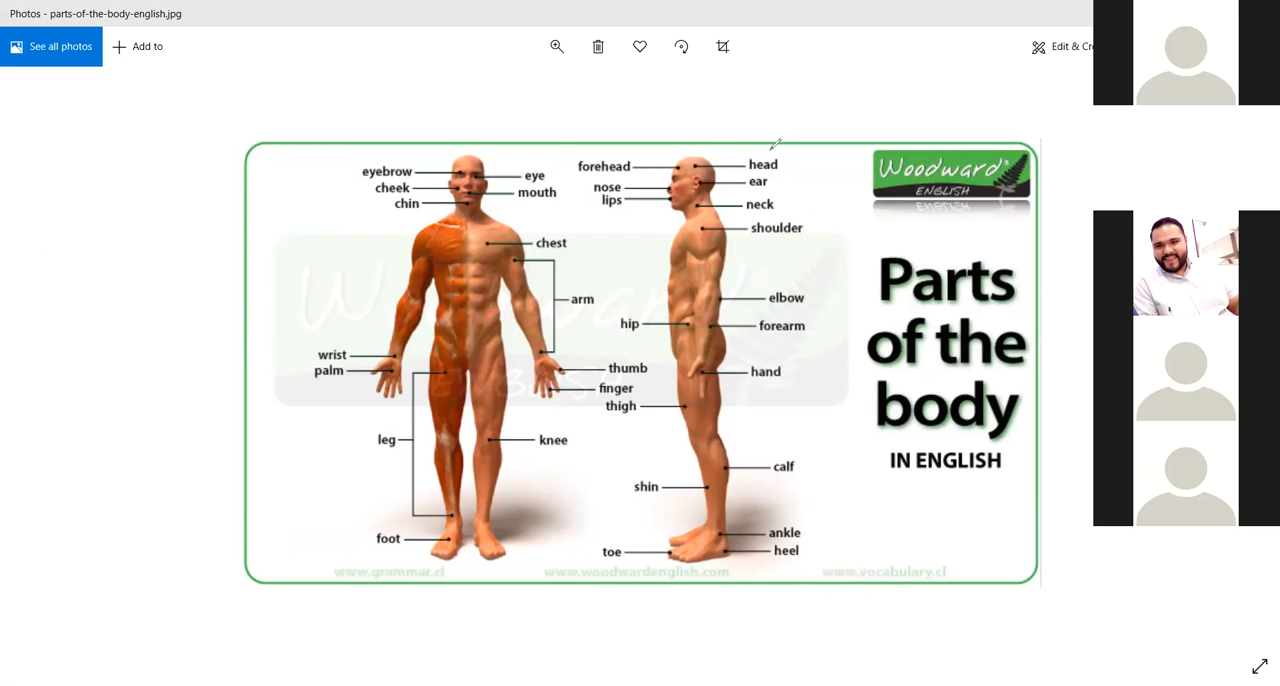 Photos - parts-of-the-body-english.jpg
See all photos
Add to
Edit & Cr
eyebrow
cheek
chin
eye
mouth
chest
arm
wrist
palm
thumb
finger
leg
knee
foot
forehead
nose
lips
head
ear
neck
shoulder
elbow
hip
forearm
hand
thigh
calf
shin
ankle
toe
heel
Woodward®
ENGLISH
Parts
of the
body
IN ENGLISH
www.grammar.cl
www.woodwardenglish.com
www.vocabulary.cl